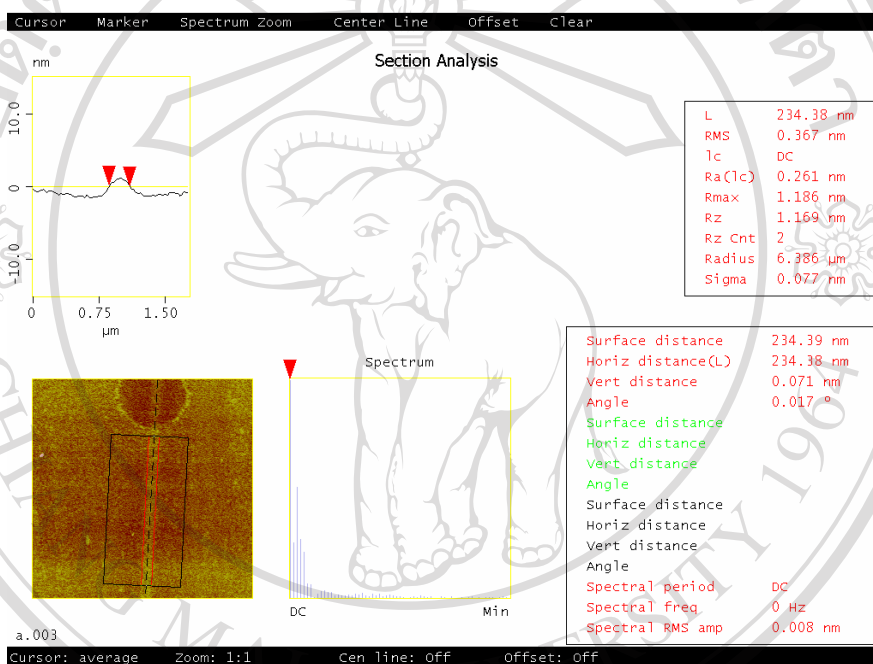 Cursor Marker Spectrum Zoom Center Line Offset Clear
Section Analysis
nm
10.0
0
-10.0
0 0.75 1.50
µm
L 234.38 nm
RMS 0.367 nm
lc DC
Ra(lc) 0.261 nm
Rmax 1.186 nm
Rz 1.169 nm
Rz Cnt 2
Radius 6.386 µm
Sigma 0.077 nm
Spectrum
DC Min
Surface distance 234.39 nm
Horiz distance(L) 234.38 nm
Vert distance 0.071 nm
Angle 0.017 °
Surface distance
Horiz distance
Vert distance
Angle
Surface distance
Horiz distance
Vert distance
Angle
Spectral period DC
Spectral freq 0 Hz
Spectral RMS amp 0.008 nm
a.003
Cursor: average Zoom: 1:1 Cen line: Off Offset: Off
1964